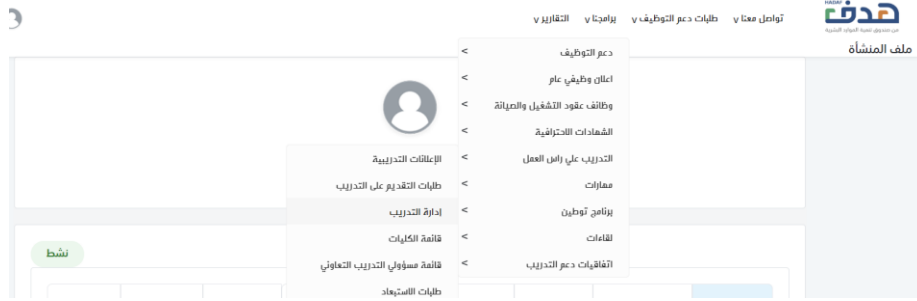 هدف
HADAF
من صندوق تنمية الموارد البشرية
تواصل معنا
طلبات دعم التوظيف
برامجنا
التقارير
ملف المنشأة
دعم التوظيف
اعلان وظيفي عام
وظائف عقود التشغيل والصيانة
الشهادات الاحترافية
التدريب علي راس العمل
مهارات
برنامج توطين
لقاءات
اتفاقيات دعم التدريب
الإعلانات التدريبية
طلبات التقديم على التدريب
إدارة التدريب
قائمة الكليات
قائمة مسؤولي التدريب التعاوني
طلبات الاستبعاد
نشط